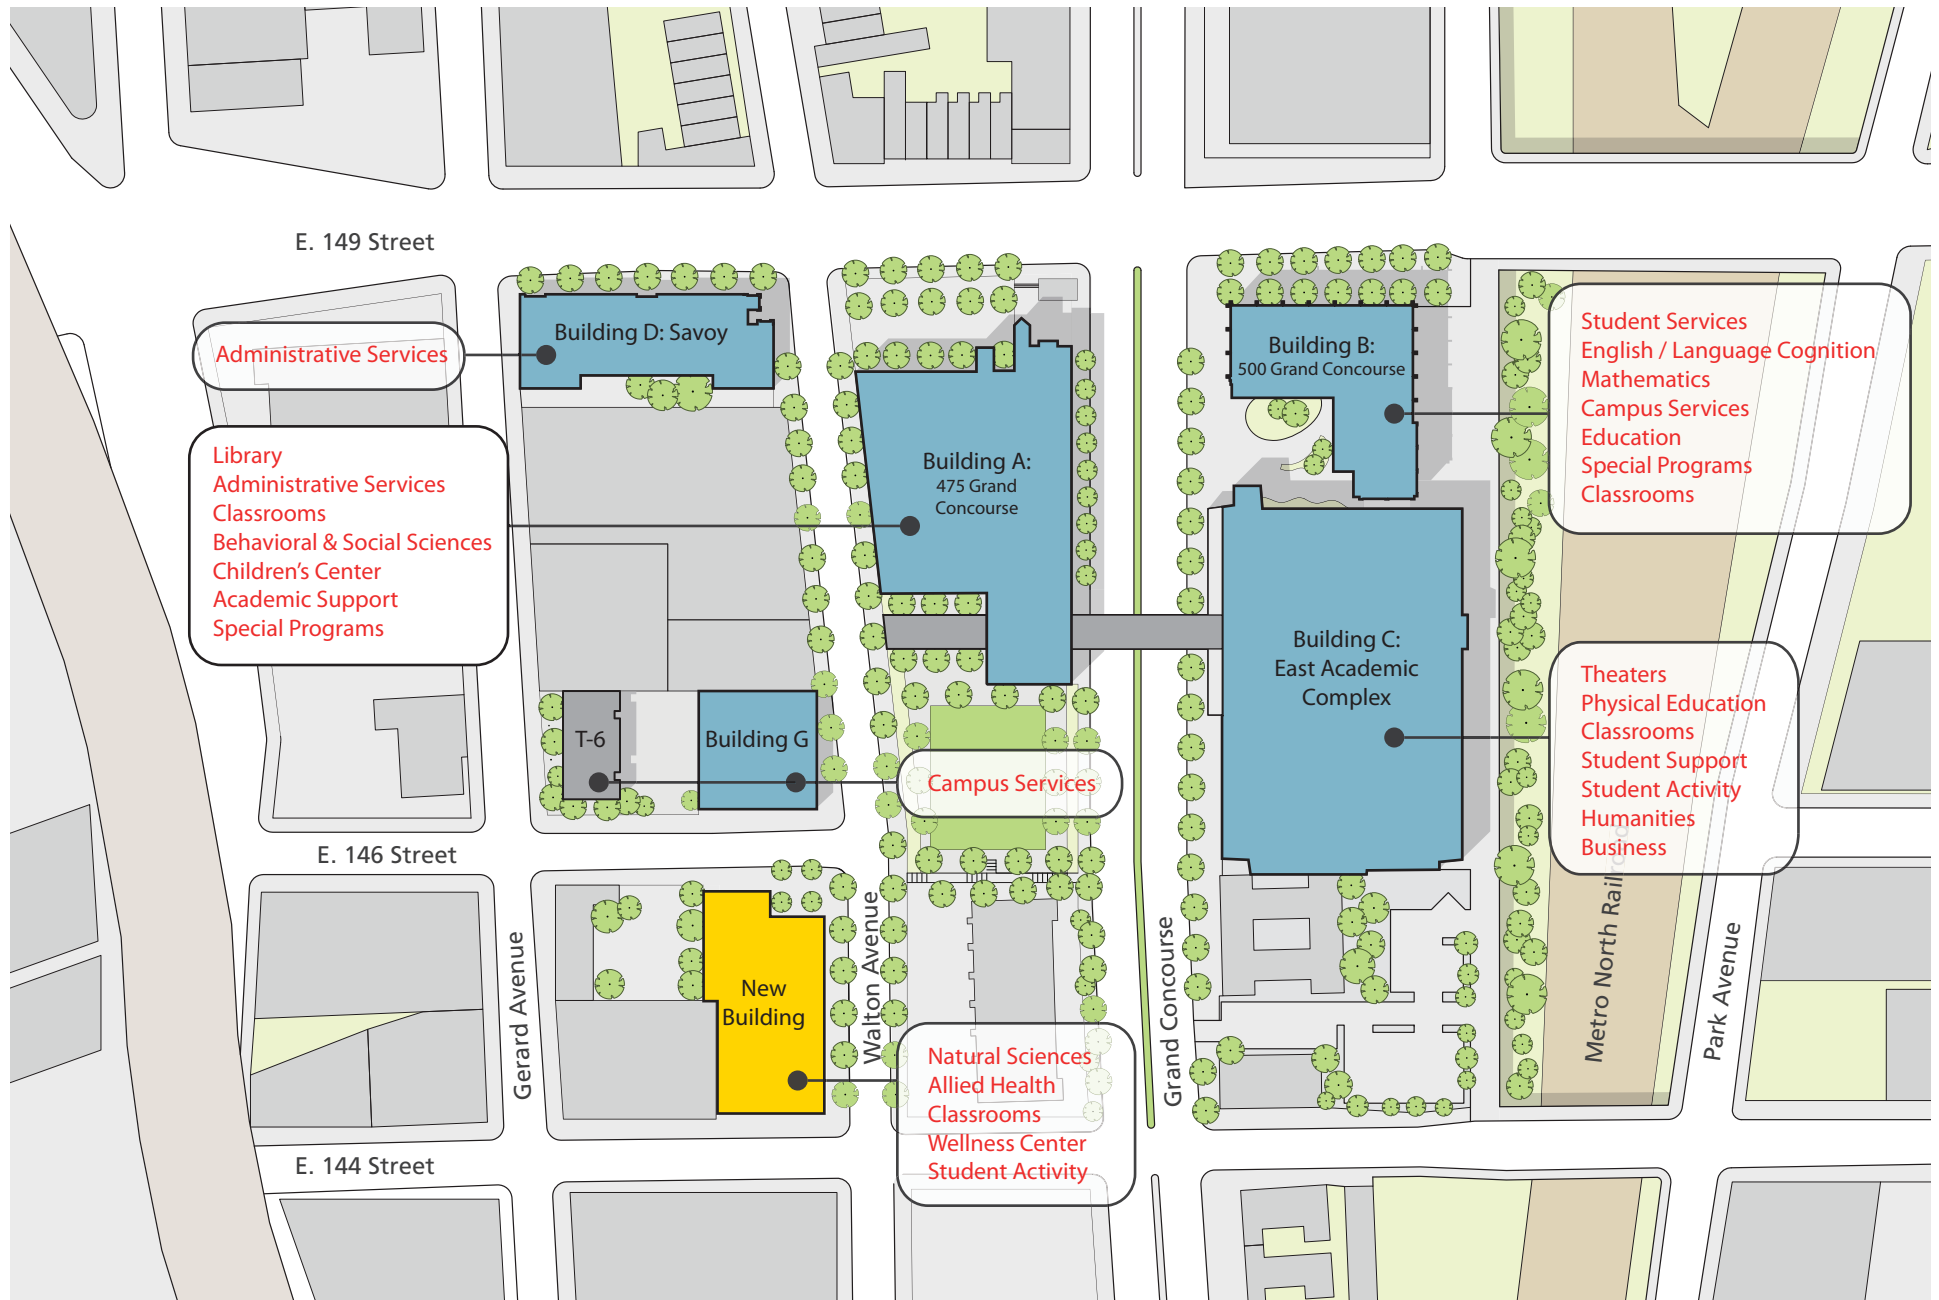 E. 149 Street
Building D: Savoy
Administrative Services
Building B:
500 Grand Concourse
Student Services
English / Language Cognition
Mathematics
Campus Services
Education
Special Programs
Classrooms
Library
Administrative Services
Classrooms
Behavioral & Social Sciences
Children's Center
Academic Support
Special Programs
Building A:
475 Grand
Concourse
Building C:
East Academic
Complex
Theaters
Physical Education
Classrooms
Student Support
Student Activity
Humanities
Business
T-6
Building G
Campus Services
E. 146 Street
Gerard Avenue
New
Building
Walton Avenue
Grand Concourse
Metro North Railroad
Park Avenue
Natural Sciences
Allied Health
Classrooms
Wellness Center
Student Activity
E. 144 Street